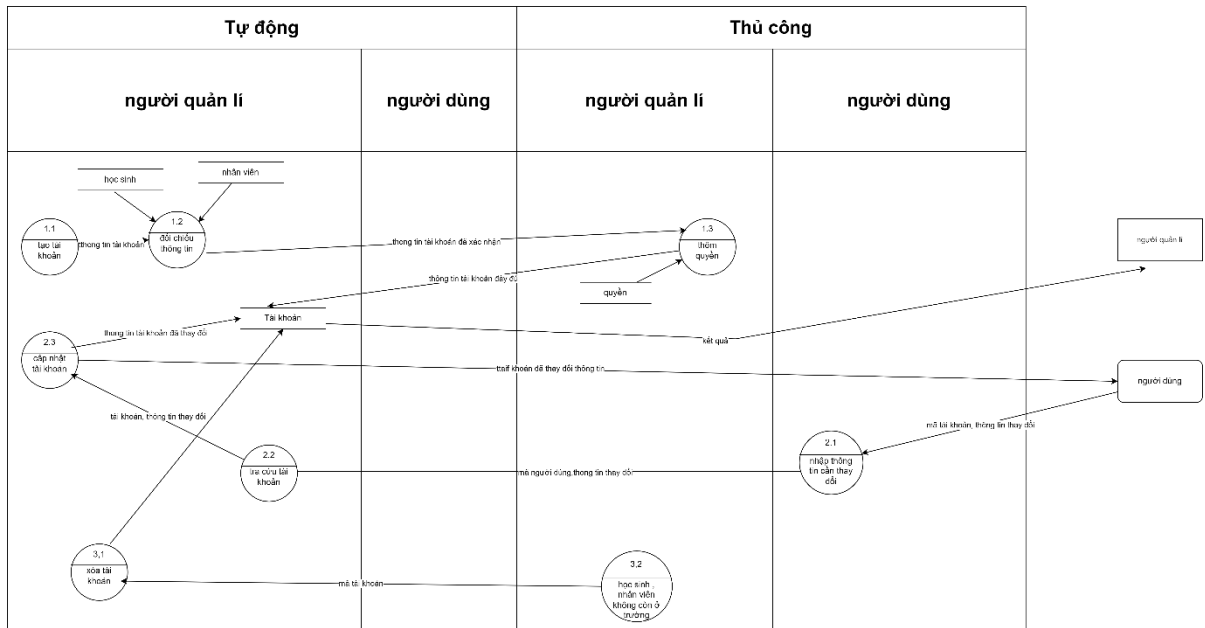 Tự động
Thủ công
người quản lí
người dùng
người quản lí
người dùng
học sinh
nhân viên
1.1
tạo tài
khoản
thong tin tài khoản
1.2
đối chiếu
thông tin
thong tin tài khoản đã xác nhận
1.3
thêm
quyền
người quản lí
thông tin tài khoản đầy đủ
quyền
Tài khoản
thung tin tài khoản đã thay đổi
kết quả
2.3
cập nhật
tài khoản
ttaif khoản đã thay đổi thông tin
người dùng
tài khoản, thông tin thay đổi
mã tài khoản, thông tin thay đổi
2.2
tra cứu tài
khoản
mã người dùng,thong tin thay đổi
2.1
nhập thông
tin cần thay
đổi
3,1
xóa tài
khoản
mã tài khoản
3,2
học sinh ,
nhân viên
không còn ở
trường